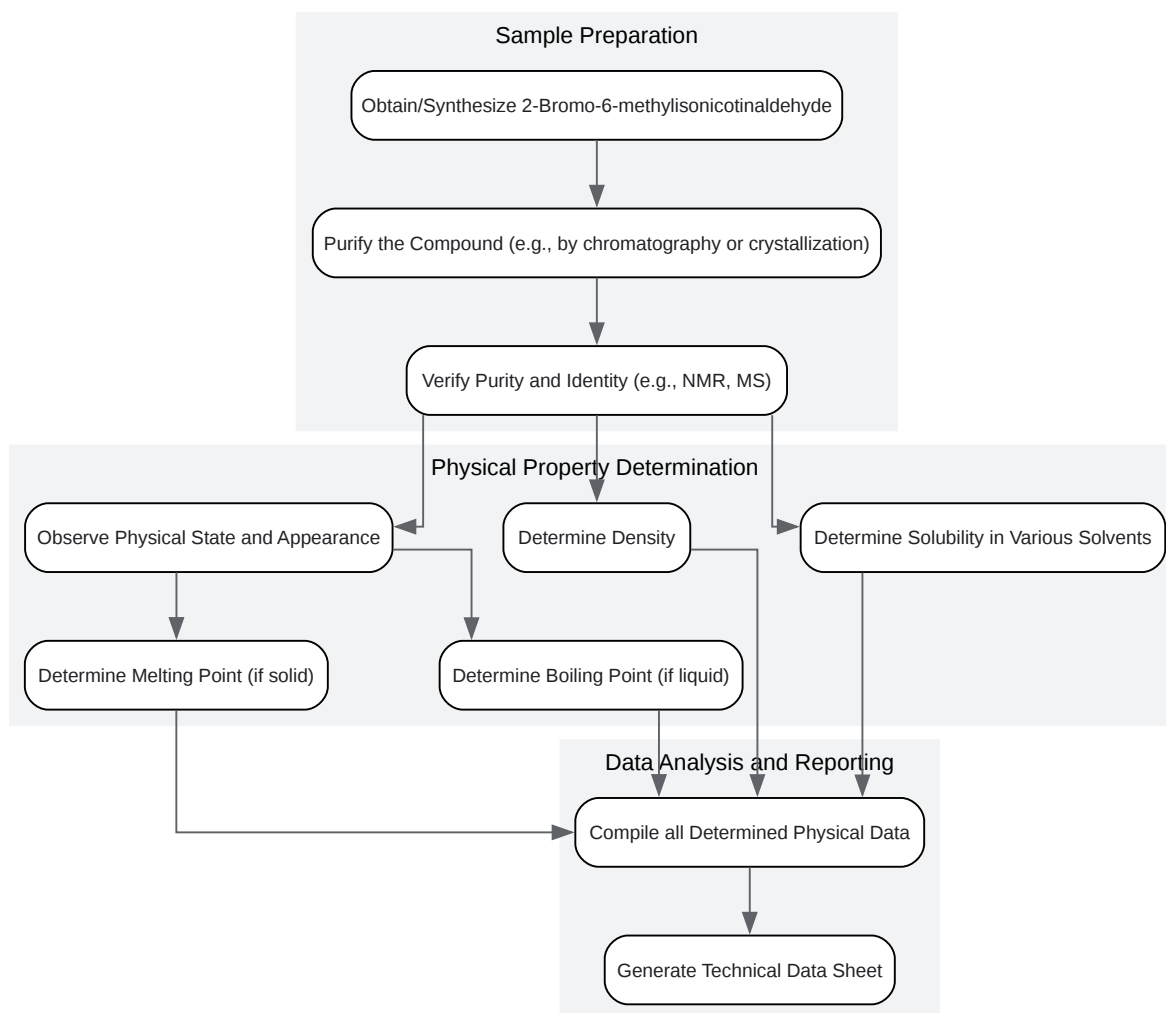 Sample Preparation
Obtain/Synthesize 2-Bromo-6-methylisonicotinaldehyde
Purify the Compound (e.g., by chromatography or crystallization)
Verify Purity and Identity (e.g., NMR, MS)
Physical Property Determination
Observe Physical State and Appearance
Determine Density
Determine Solubility in Various Solvents
Determine Melting Point (if solid)
Determine Boiling Point (if liquid)
Data Analysis and Reporting
Compile all Determined Physical Data
Generate Technical Data Sheet